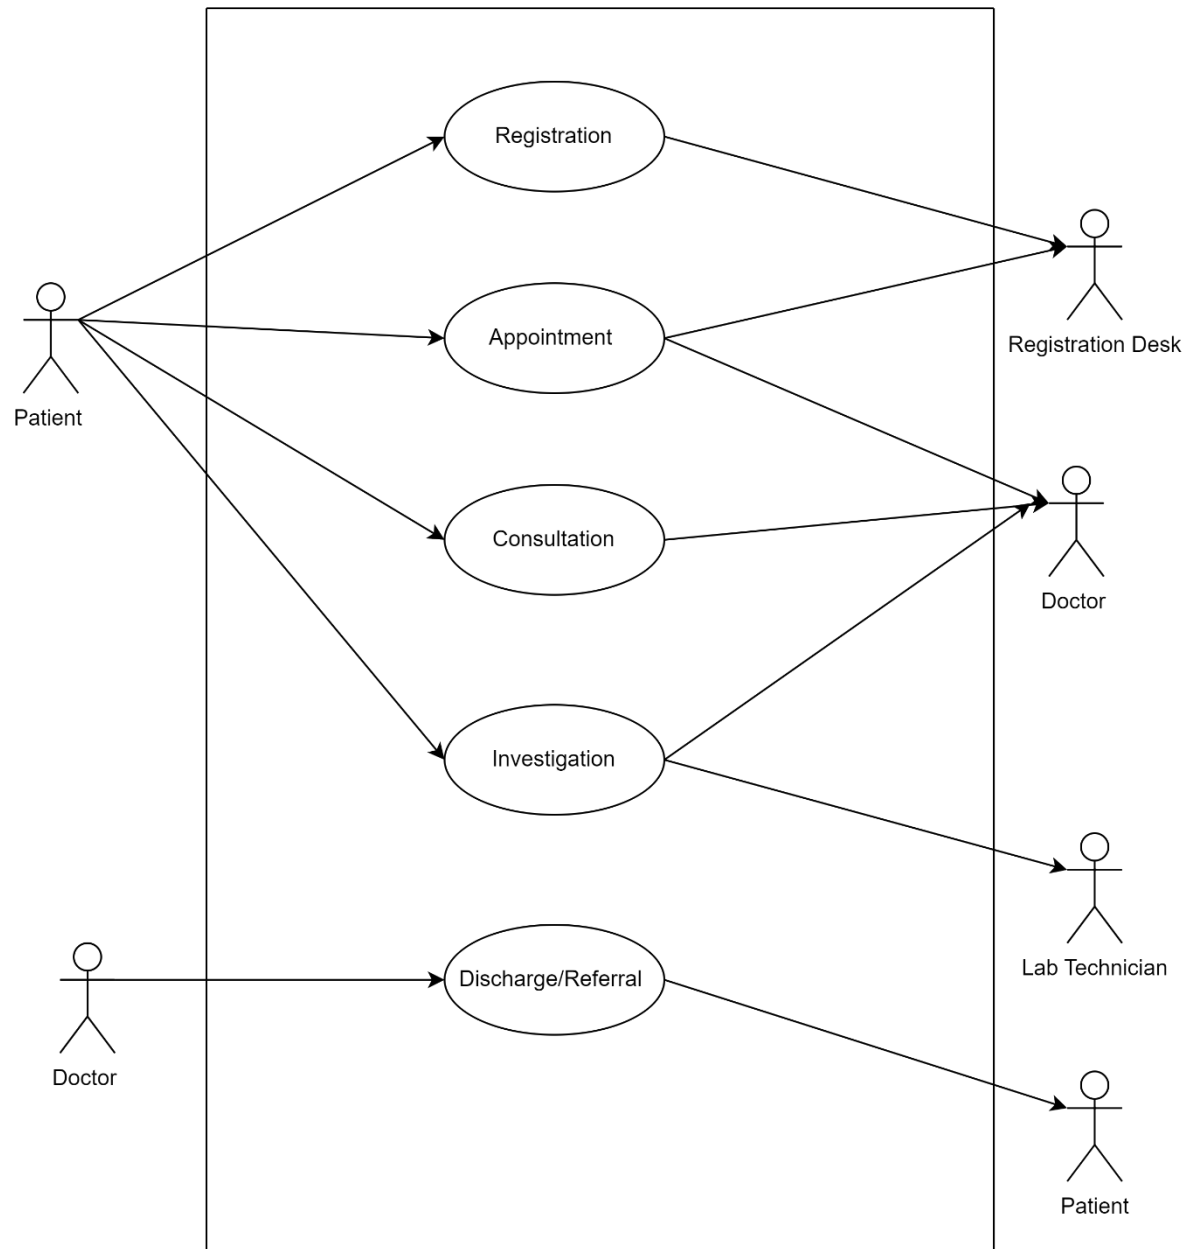 Registration
Registration Desk
Patient
Appointment
Consultation
Doctor
Investigation
Lab Technician
Doctor
Discharge/Referral
Patient